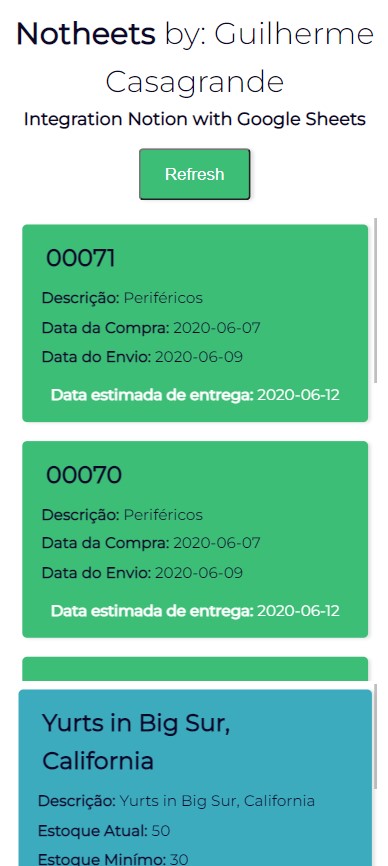 Notheets by: Guilherme
Casagrande
Integration Notion with Google Sheets
Refresh
00071
Descrição: Periféricos
Data da Compra: 2020-06-07
Data do Envio: 2020-06-09
Data estimada de entrega: 2020-06-12
00070
Descrição: Periféricos
Data da Compra: 2020-06-07
Data do Envio: 2020-06-09
Data estimada de entrega: 2020-06-12
Yurts in Big Sur,
California
Descrição: Yurts in Big Sur, California
Estoque Atual: 50
Estoque Minímo: 30